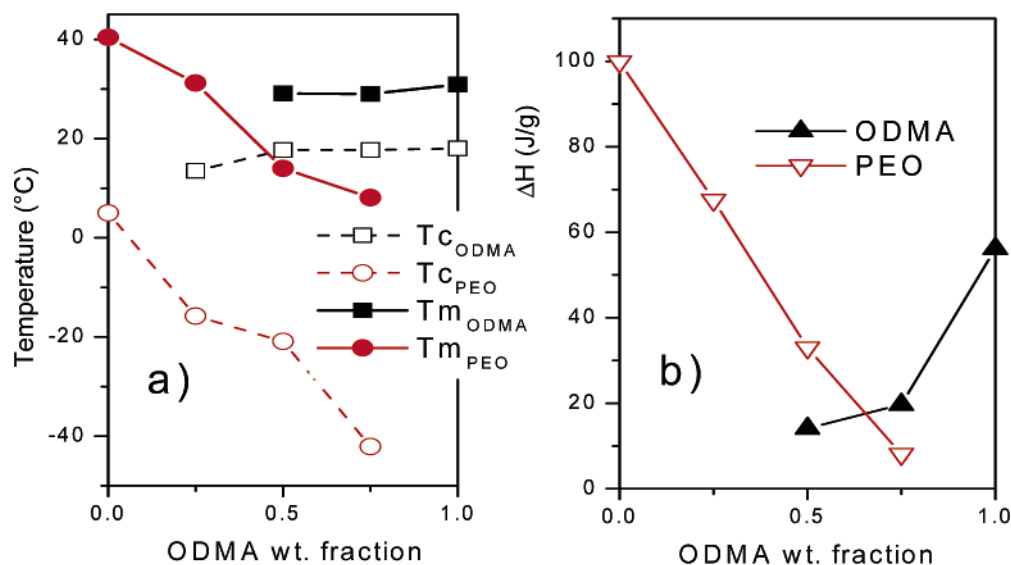 40
20
0
-20
-40
Temperature (°C)
Tc ODMA
Tc PEO
Tm ODMA
Tm PEO
a)
0.0 0.5 1.0
ODMA wt. fraction
100
80
60
40
20
0
ΔH (J/g)
ODMA
PEO
b)
0.0 0.5 1.0
ODMA wt. fraction